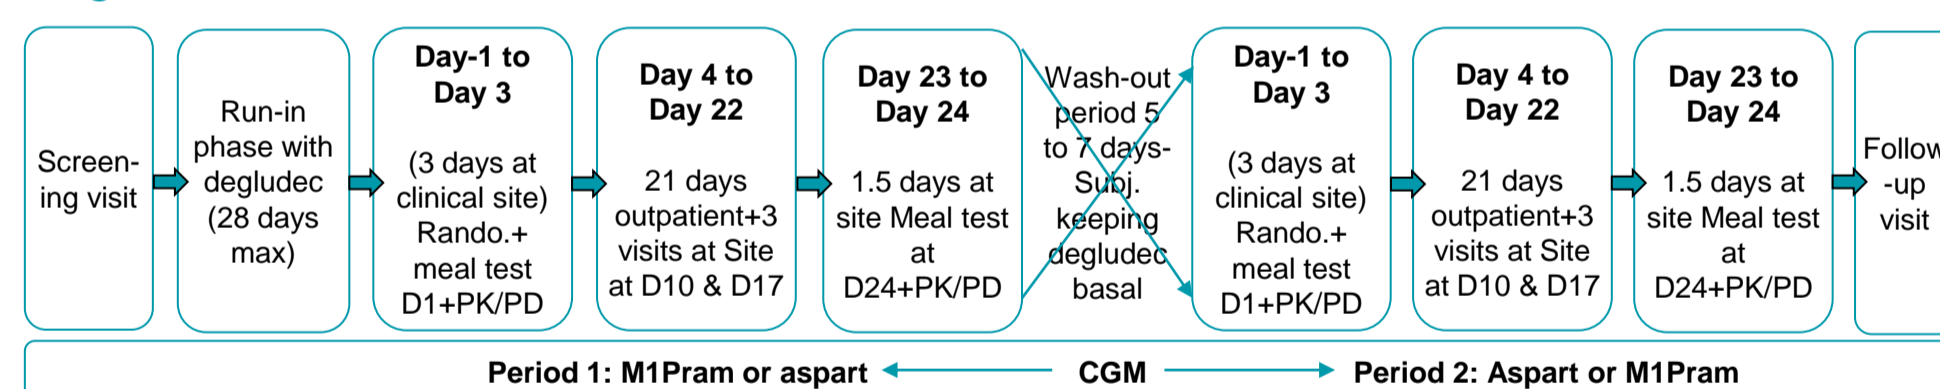 Screen-
ing visit
Run-in
phase with
degludec
(28 days
max)
Day-1 to
Day 3
(3 days at
clinical site)
Rando.+
meal test
D1+PK/PD
Day 4 to
Day 22
21 days
outpatient+3
visits at Site
at D10 & D17
Day 23 to
Day 24
1.5 days at
site Meal test
at
D24+PK/PD
Wash-out
period 5
to 7 days-
Subj.
keeping
degludec
basal
Day-1 to
Day 3
(3 days at
clinical site)
Rando.+
meal test
D1+PK/PD
Day 4 to
Day 22
21 days
outpatient+3
visits at Site
at D10 & D17
Day 23 to
Day 24
1.5 days at
site Meal test
at
D24+PK/PD
Follow
-up
visit
Period 1: M1Pram or aspart CGM Period 2: Aspart or M1Pram